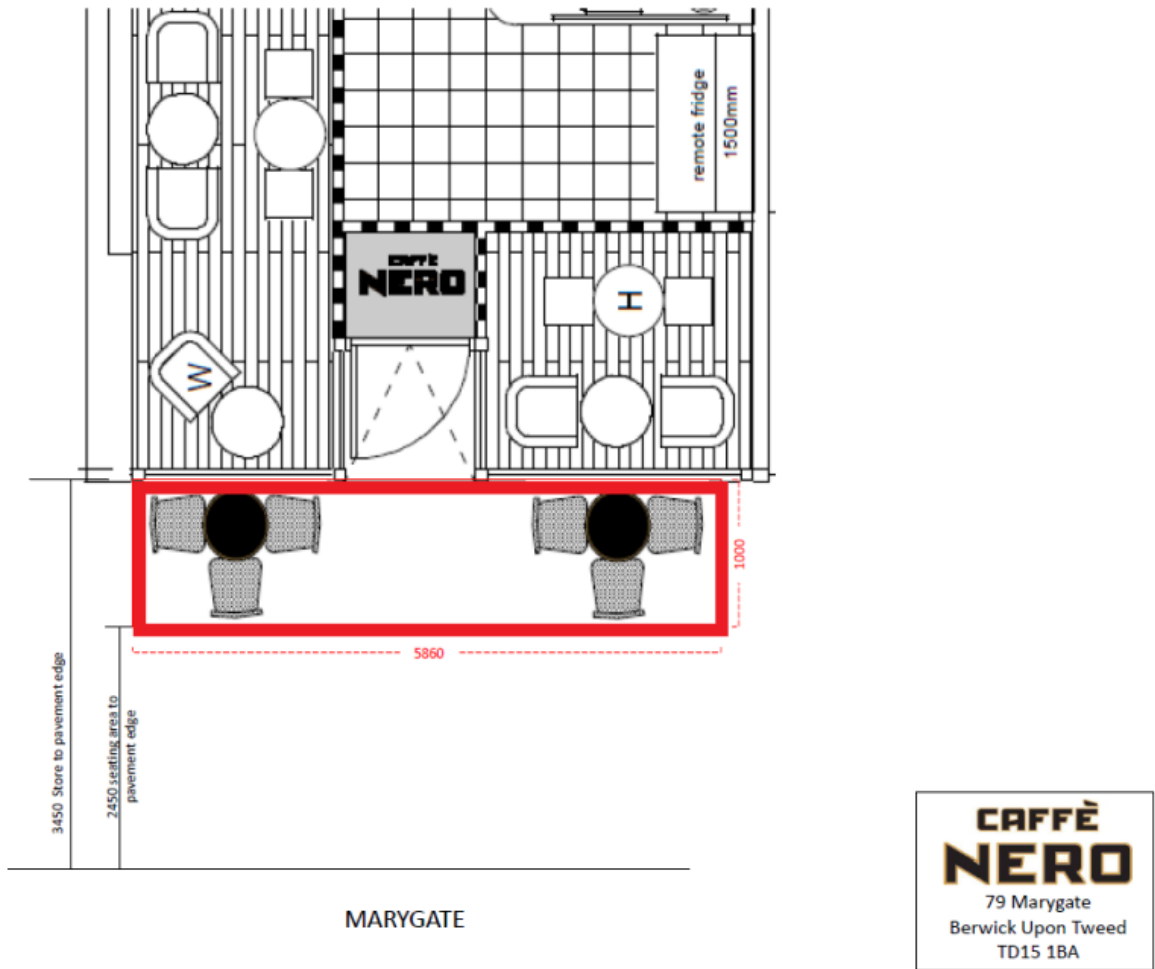 remote fridge
1500mm
CAFFÈ
NERO
H
W
1000
5860
3450 Store to pavement edge
2450 seating area to
pavement edge
MARYGATE
CAFFÈ
NERO
79 Marygate
Berwick Upon Tweed
TD15 1BA